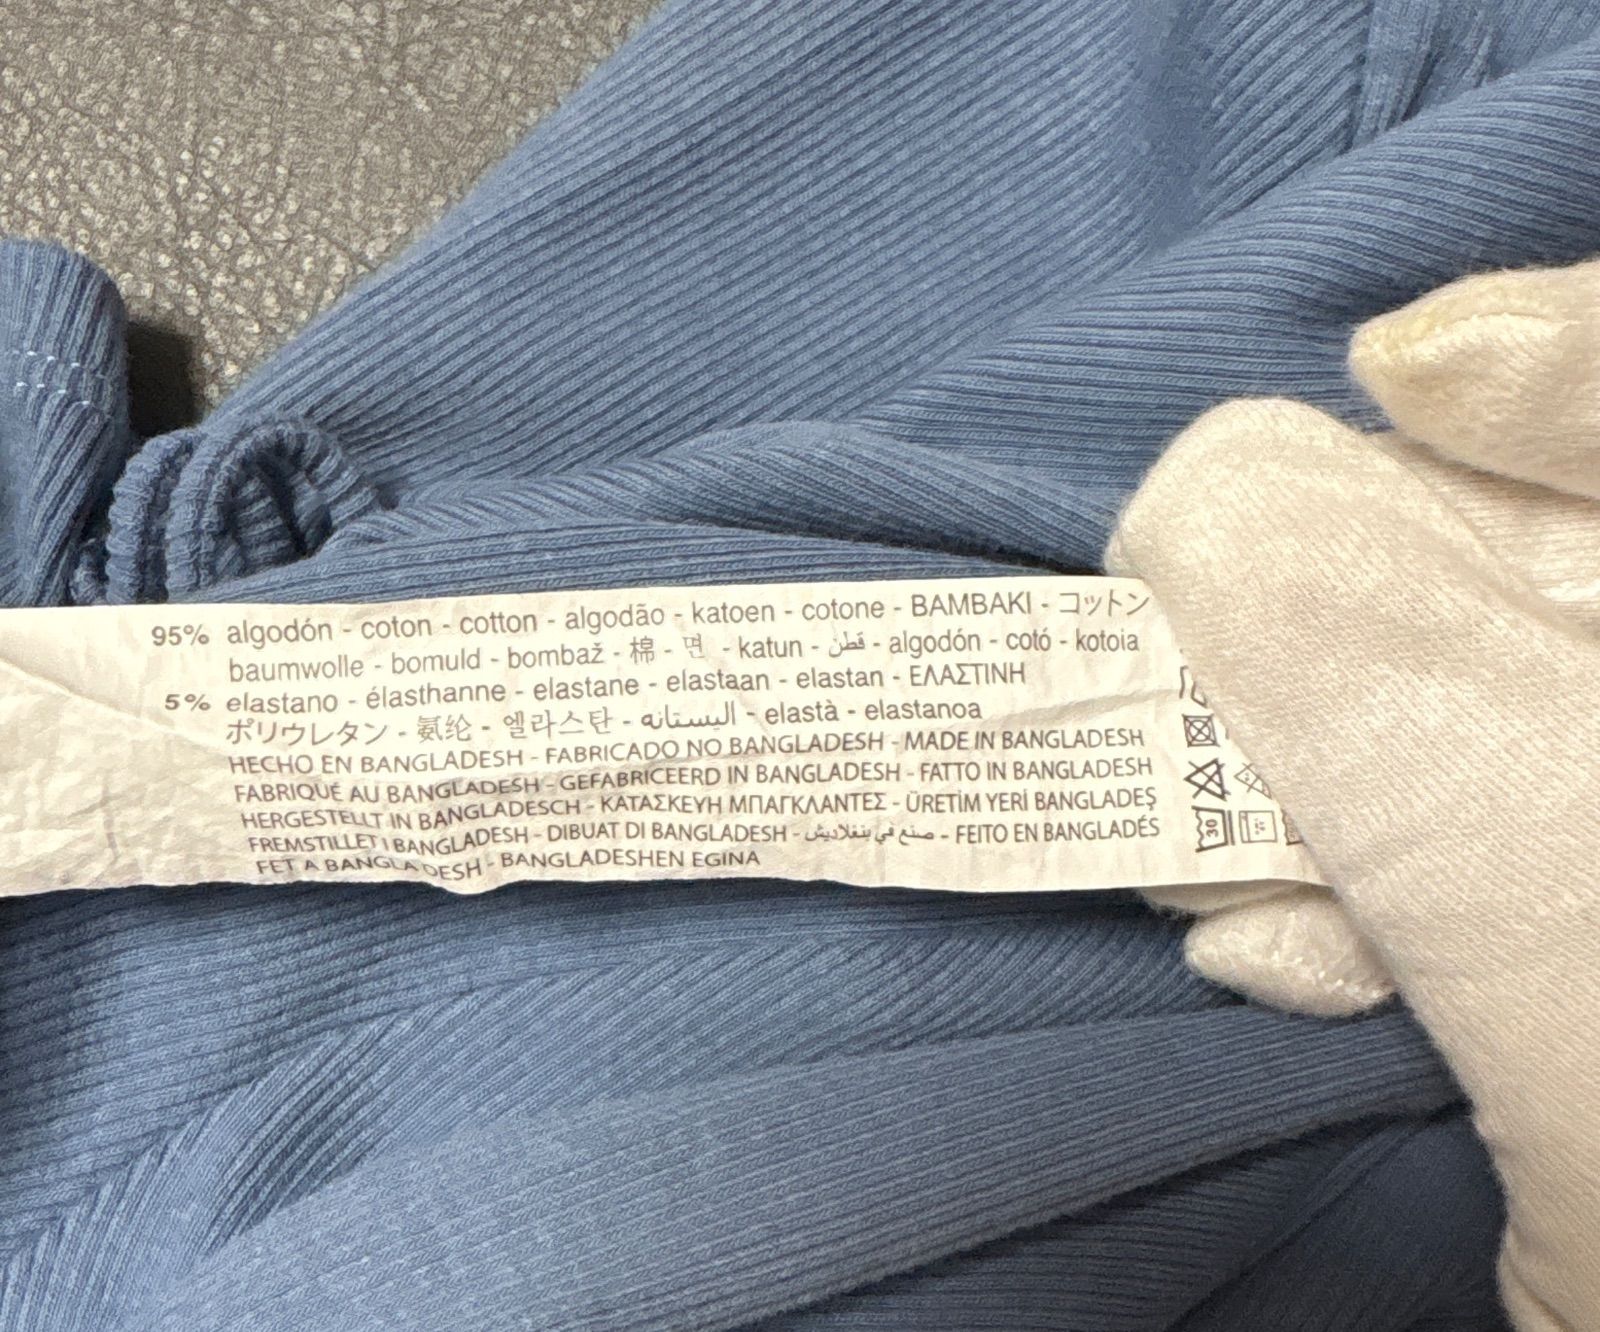 95% algodón - coton - cotton - algodão - katoen - cotone - BAMBAKI - コットン
baumwolle - bomuld - bombaž - 棉 - 면 - katun - قطن - algodón - cotó - kotoia
5% elastano - élasthanne - elastane - elastaan - elastan - ΕΛΑΣΤΙΝΗ
ポリウレタン - 氨纶 - 엘라스탄 - اليستانه - elastà - elastanoa
HECHO EN BANGLADESH - FABRICADO NO BANGLADESH - MADE IN BANGLADESH
FABRIQUÉ AU BANGLADESH - GEFABRICEERD IN BANGLADESH - FATTO IN BANGLADESH
HERGESTELLT IN BANGLADESCH - ΚΑΤΑΣΚΕΥΗ ΜΠΑΓΚΛΑΝΤΕΣ - ÜRETİM YERİ BANGLADEŞ
FREMSTILLET I BANGLADESH - DIBUAT DI BANGLADESH - صنع في بنغلاديش - FEITO EN BANGLADÉS
FET A BANGLADESH - BANGLADESHEN EGINA
30